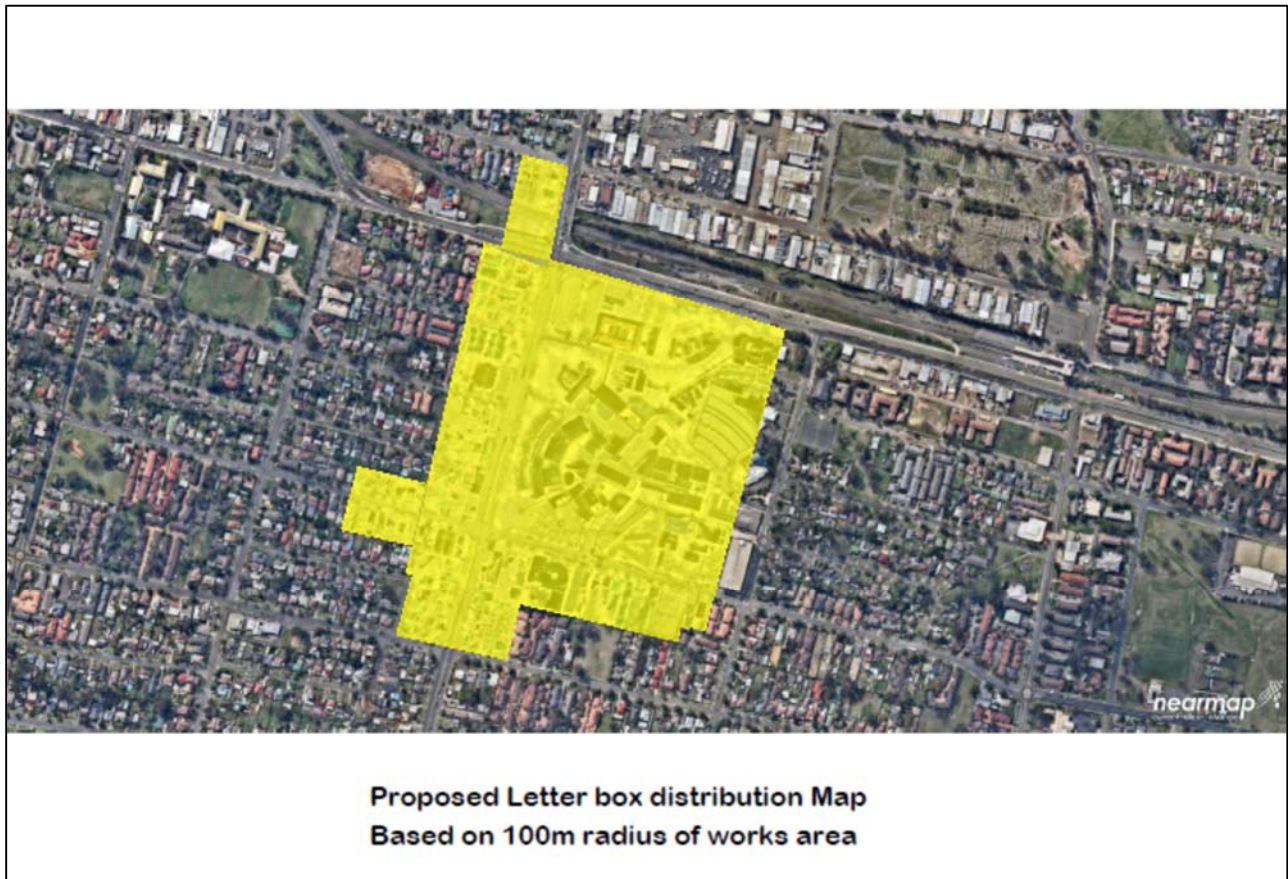 nearmap
Proposed Letter box distribution Map
Based on 100m radius of works area